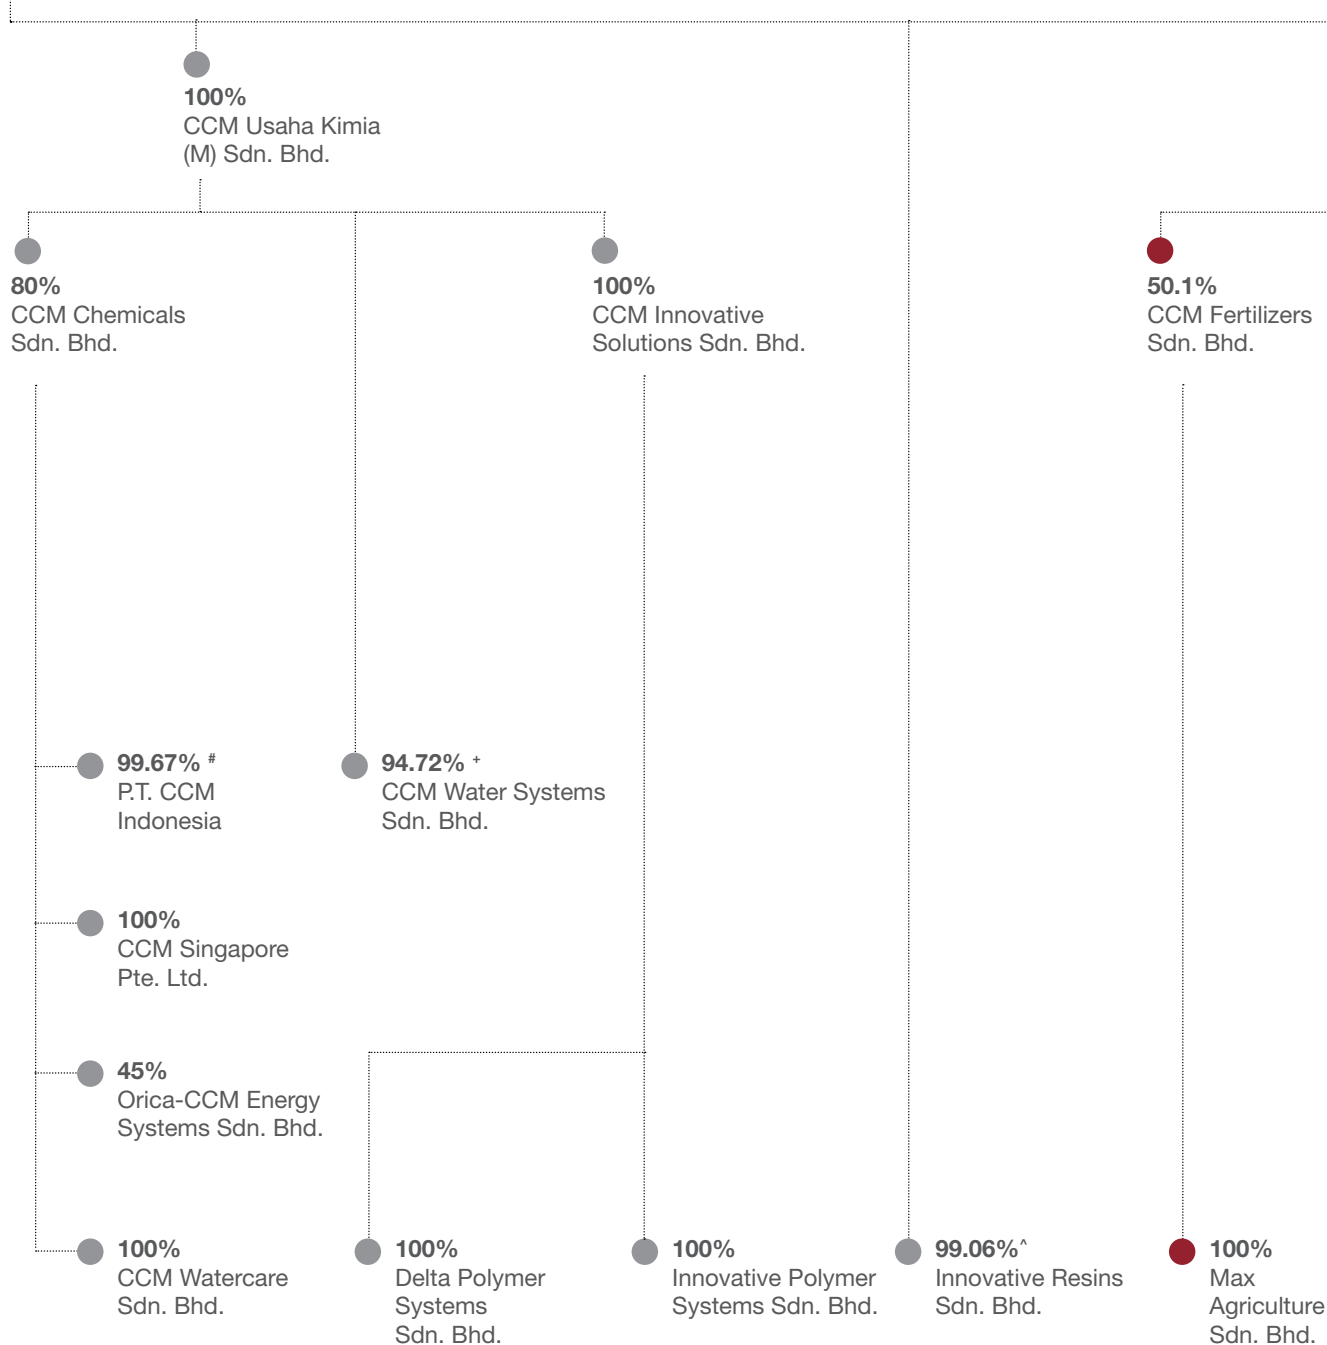 100%
CCM Usaha Kimia
(M) Sdn. Bhd.
80%
CCM Chemicals
Sdn. Bhd.
100%
CCM Innovative
Solutions Sdn. Bhd.
50.1%
CCM Fertilizers
Sdn. Bhd.
99.67% #
P.T. CCM
Indonesia
94.72% +
CCM Water Systems
Sdn. Bhd.
100%
CCM Singapore
Pte. Ltd.
45%
Orica-CCM Energy
Systems Sdn. Bhd.
100%
CCM Watercare
Sdn. Bhd.
100%
Delta Polymer
Systems
Sdn. Bhd.
100%
Innovative Polymer
Systems Sdn. Bhd.
99.06%^
Innovative Resins
Sdn. Bhd.
100%
Max
Agriculture
Sdn. Bhd.